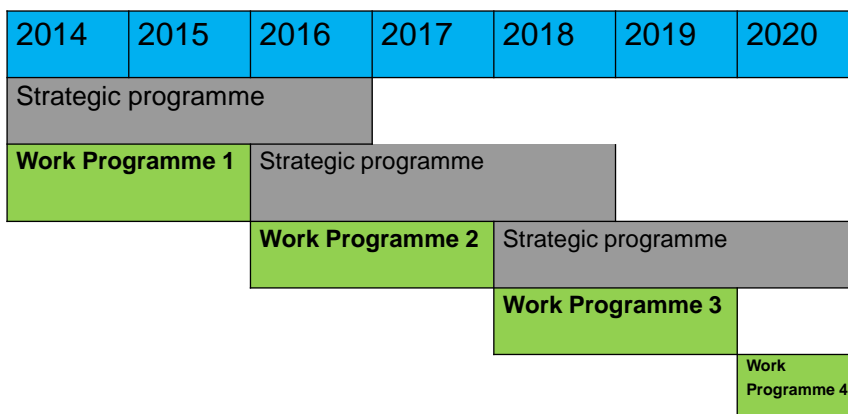 2014 2015 2016 2017 2018 2019 2020
Strategic programme
Work Programme 1 Strategic programme
Work Programme 2 Strategic programme
Work Programme 3
Work
Programme 4